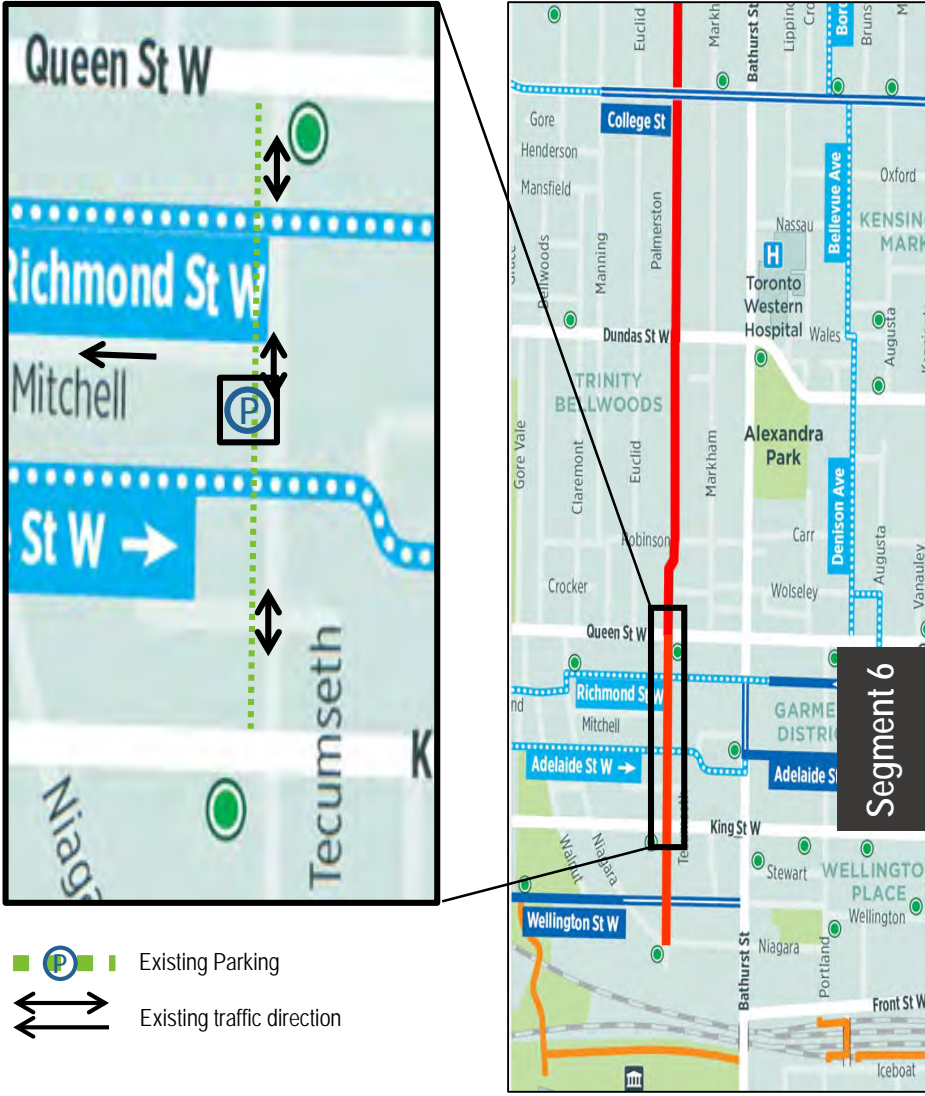 Queen St W
Richmond St W
Mitchell
P
St W →
Tecumseth
K
Existing Parking
P
Existing traffic direction
Euclid
Markh
Bathurst St
Lippinc
Cro
Bor
Bruns
M
College St
Gore
Henderson
Mansfield
Bellwoods
Manning
Palmerston
Nassau
H
Toronto
Western
Hospital
Bellevue Ave
Oxford
KENSING
MARK
Wales
Augusta
Dundas St W
TRINITY
BELLWOODS
Gore Vale
Claremont
Euclid
Markham
Alexandra
Park
Robinson
Carr
Denison Ave
Augusta
Vanauley
Crocker
Wolseley
Queen St W
Richmond St W
Mitchell
nd
GARME
DISTRIC
Segment 6
Adelaide St W →
Adelaide S
Niagara
Walnut
King St W
Stewart
WELLINGTO
PLACE
Wellington
Wellington St W
Niagara
Bathurst St
Portland
Front St W
Iceboat